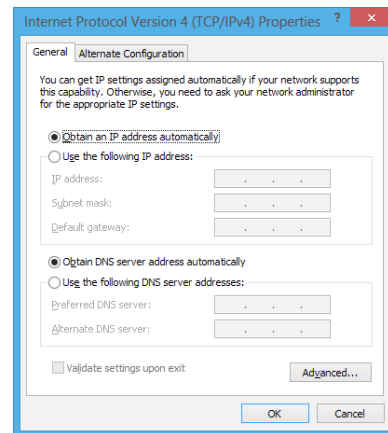 Internet Protocol Version 4 (TCP/IPv4) Properties ? ×
General Alternate Configuration
You can get IP settings assigned automatically if your network supports
this capability. Otherwise, you need to ask your network administrator
for the appropriate IP settings.
Obtain an IP address automatically
Use the following IP address:
IP address: . . .
Subnet mask: . . .
Default gateway: . . .
Obtain DNS server address automatically
Use the following DNS server addresses:
Preferred DNS server: . . .
Alternate DNS server: . . .
Validate settings upon exit
Advanced...
OK Cancel